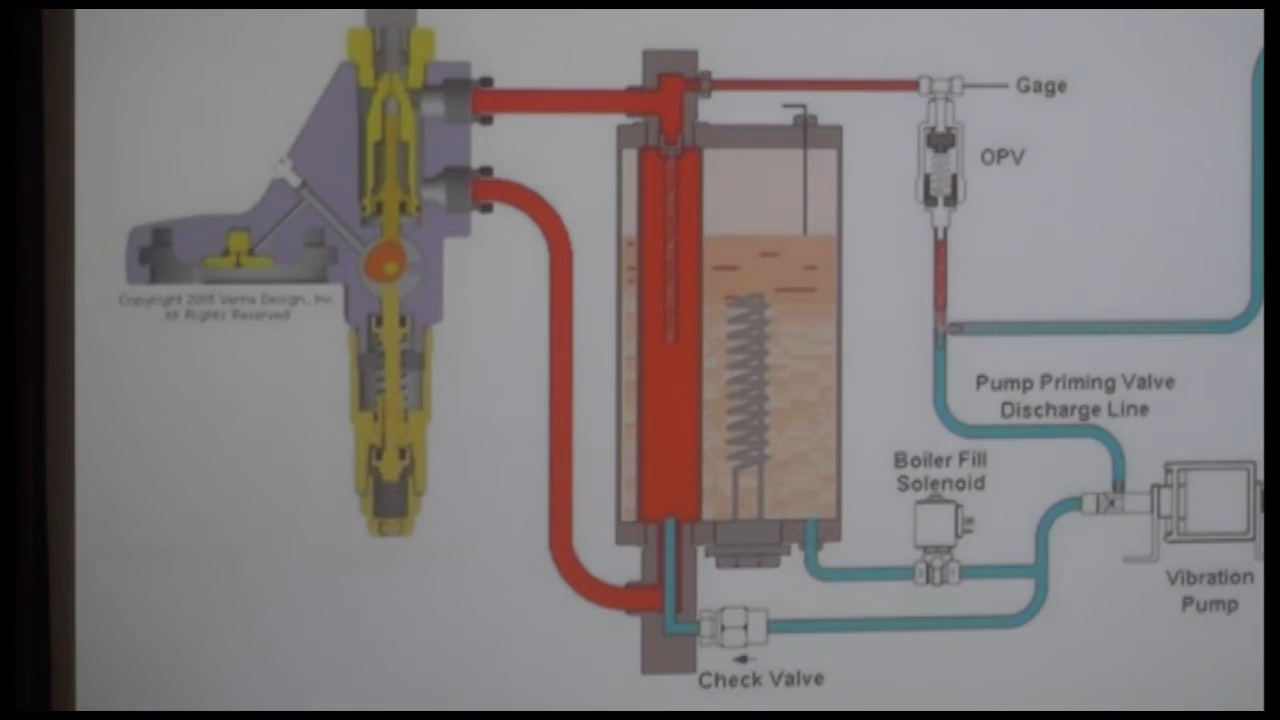 Gage
OPV
Copyright 2005 Verns Design, Inc.
All Rights Reserved
Pump Priming Valve
Discharge Line
Boiler Fill
Solenoid
Vibration
Pump
Check Valve